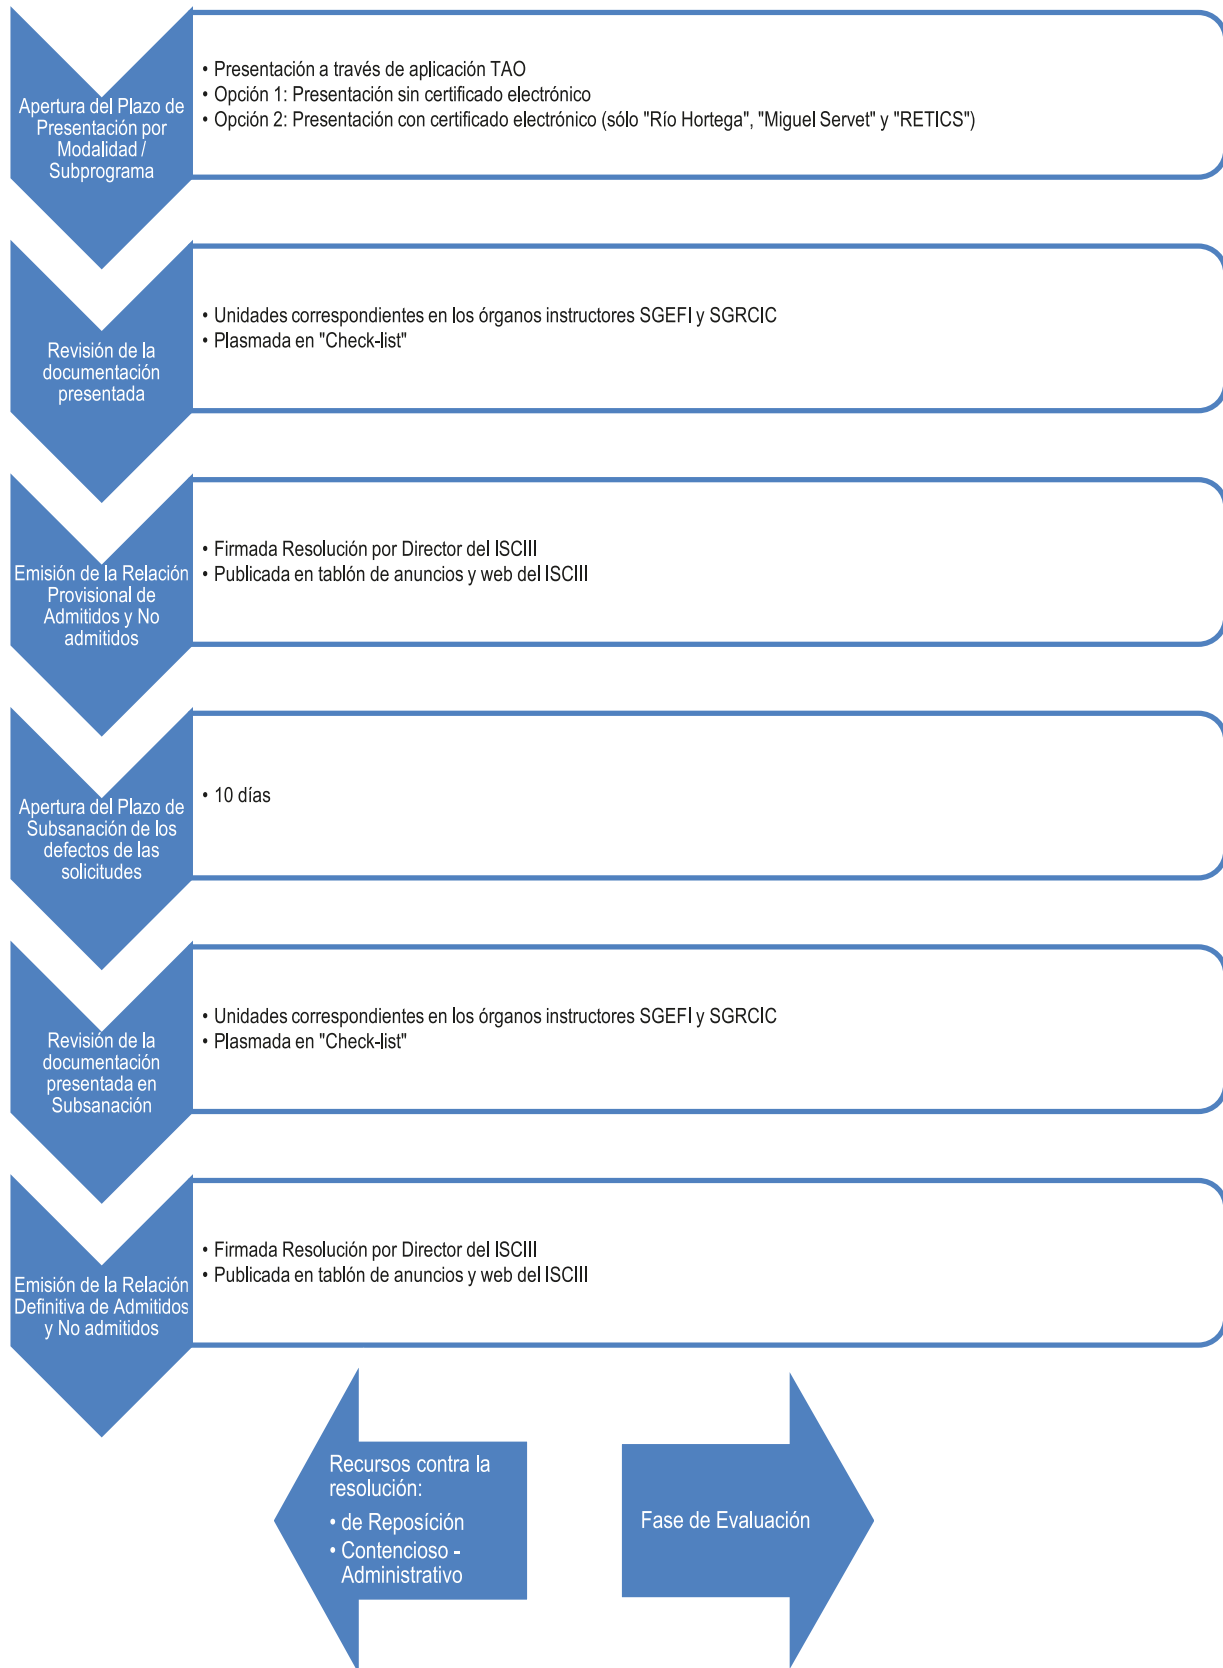 Apertura del Plazo de
Presentación por
Modalidad /
Subprograma
• Presentación a través de aplicación TAO
• Opción 1: Presentación sin certificado electrónico
• Opción 2: Presentación con certificado electrónico (sólo "Río Hortega", "Miguel Servet" y "RETICS")
Revisión de la
documentación
presentada
• Unidades correspondientes en los órganos instructores SGEFI y SGRCIC
• Plasmada en "Check-list"
Emisión de la Relación
Provisional de
Admitidos y No
admitidos
• Firmada Resolución por Director del ISCIII
• Publicada en tablón de anuncios y web del ISCIII
Apertura del Plazo de
Subsanación de los
defectos de las
solicitudes
• 10 días
Revisión de la
documentación
presentada en
Subsanación
• Unidades correspondientes en los órganos instructores SGEFI y SGRCIC
• Plasmada en "Check-list"
Emisión de la Relación
Definitiva de Admitidos
y No admitidos
• Firmada Resolución por Director del ISCIII
• Publicada en tablón de anuncios y web del ISCIII
Recursos contra la
resolución:
• de Reposíción
• Contencioso -
Administrativo
Fase de Evaluación